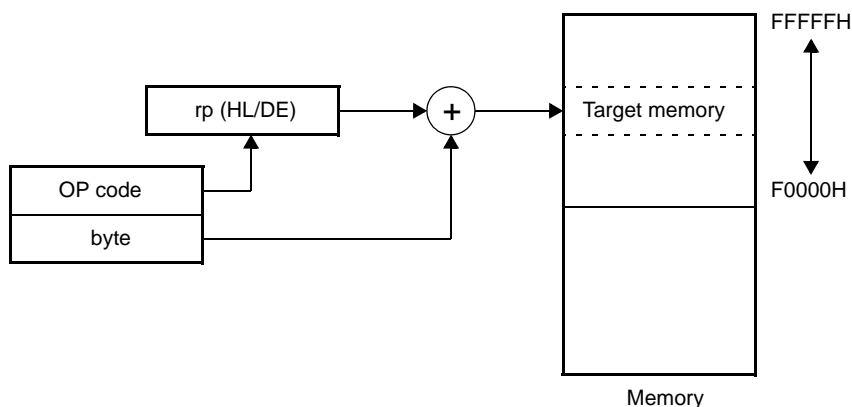 FFFFFH
rp (HL/DE)
+
Target memory
OP code
F0000H
byte
Memory